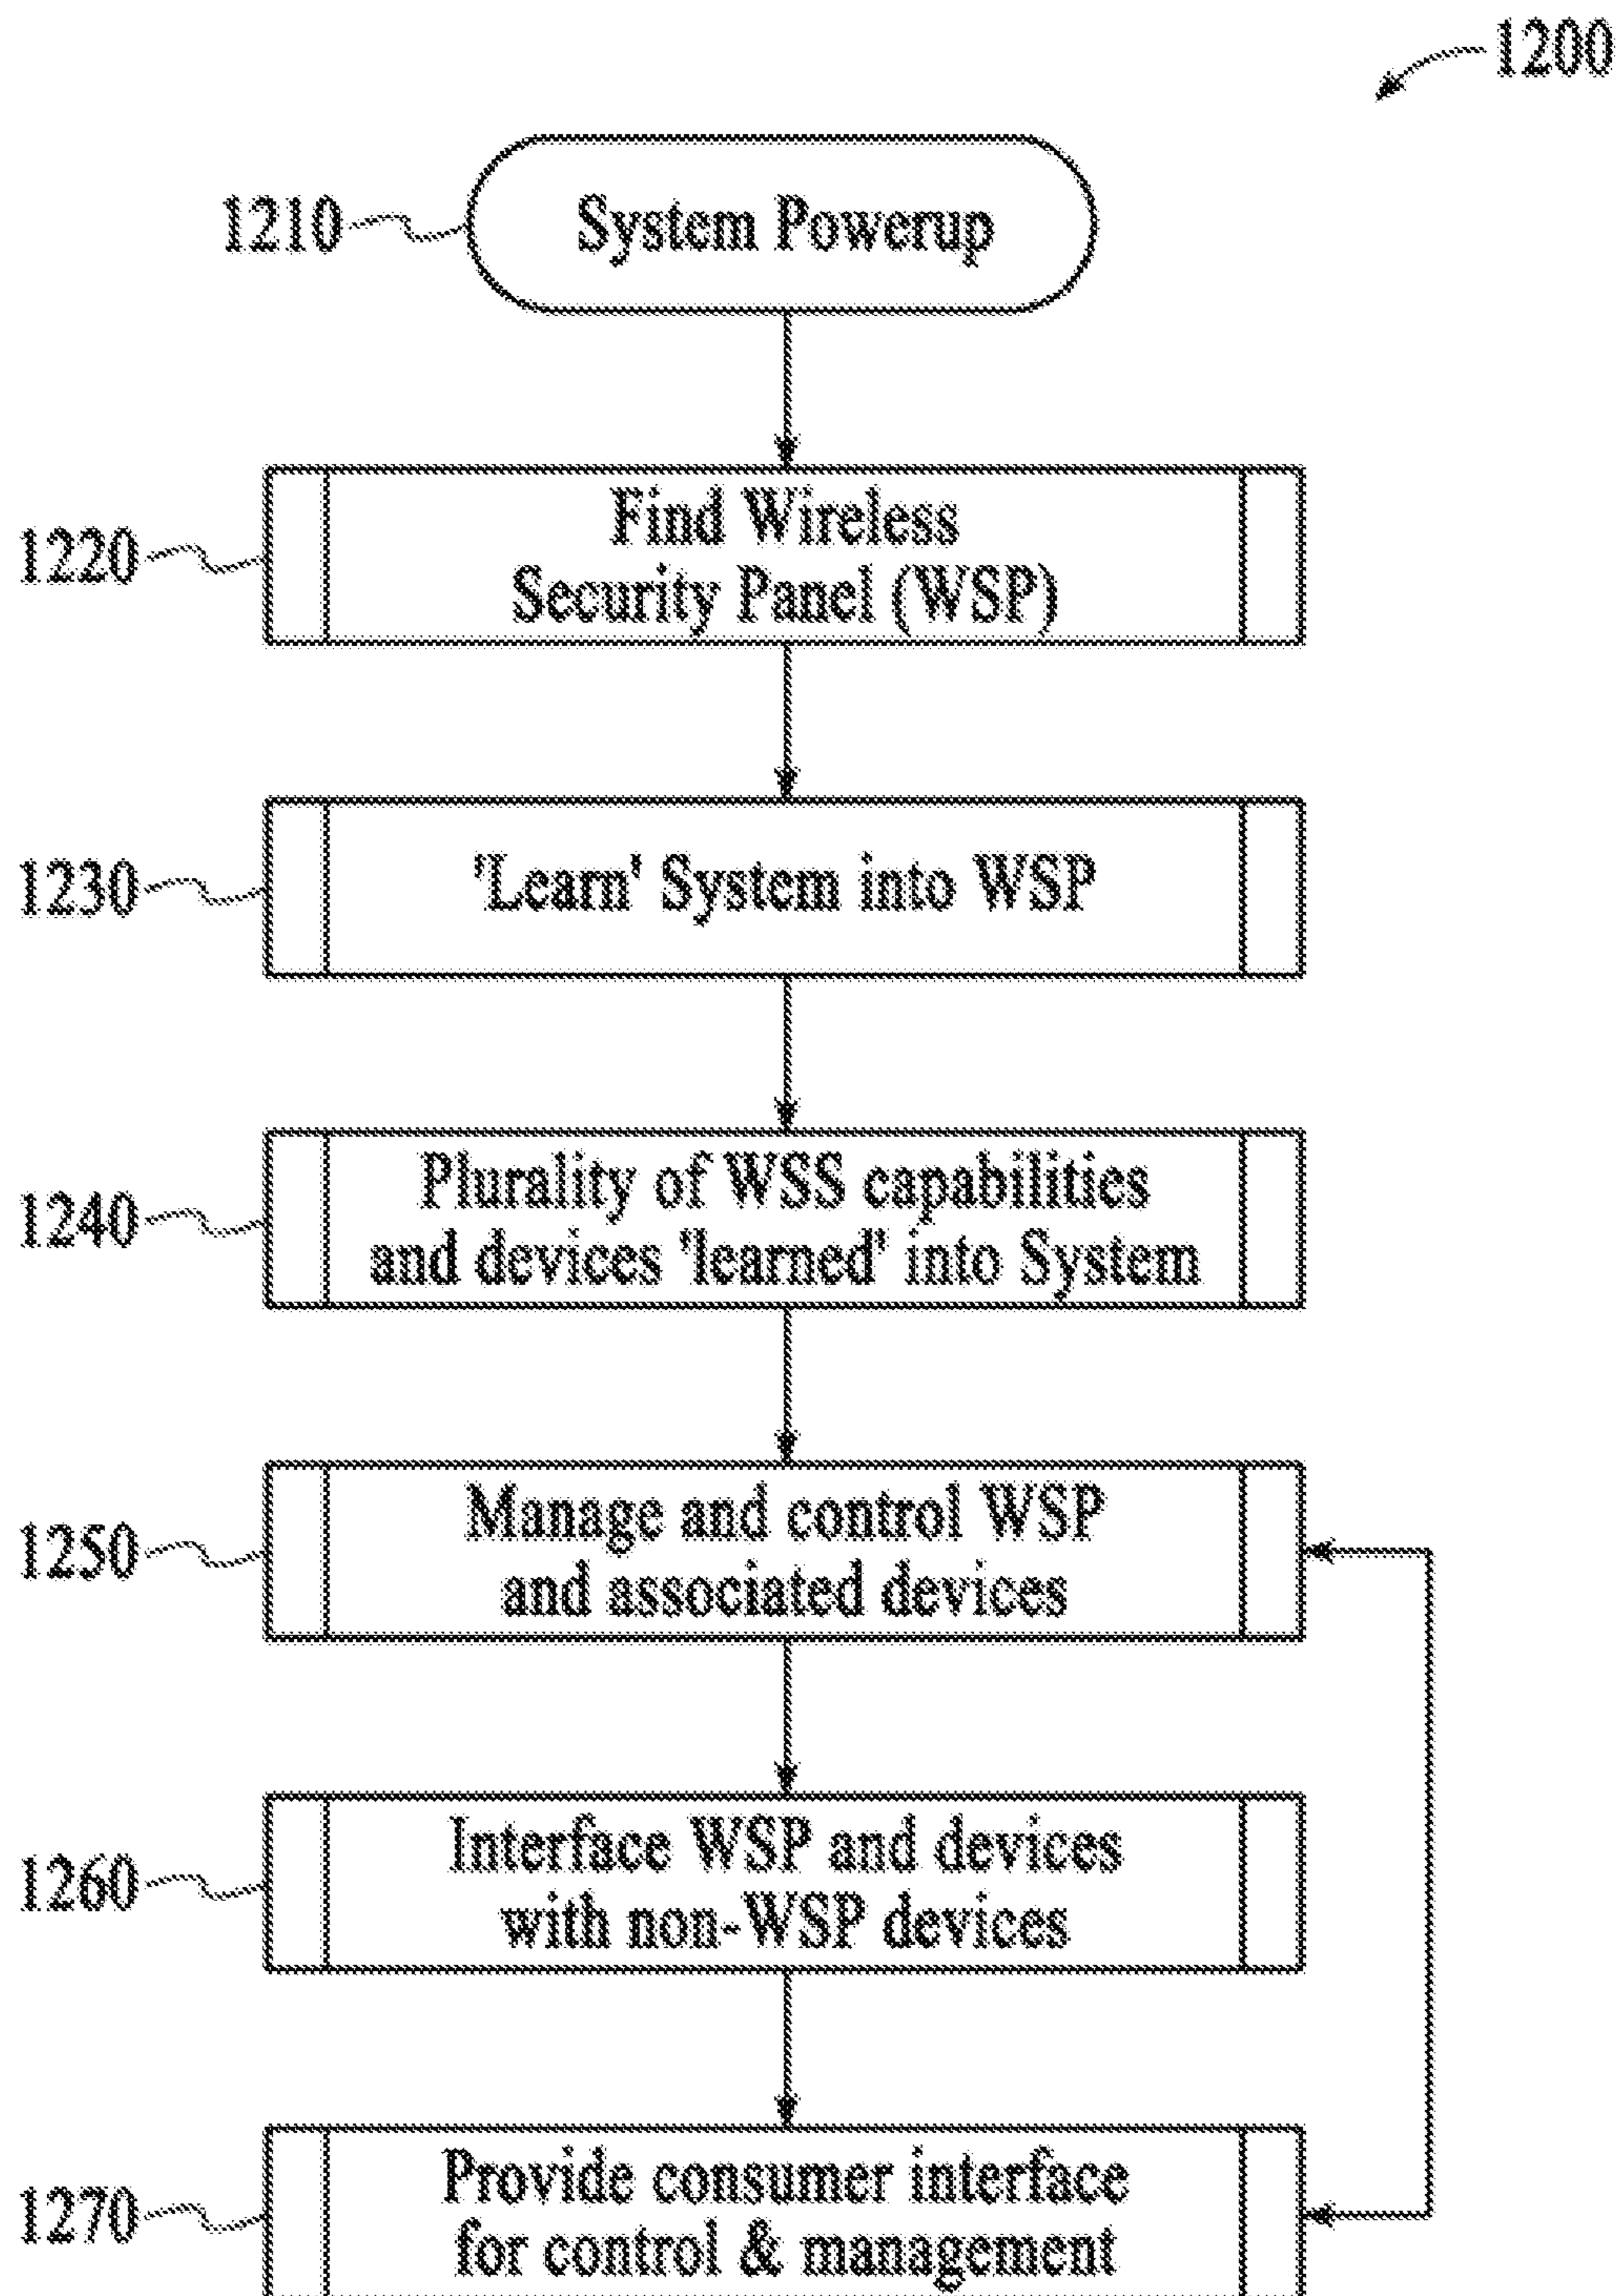 1200
1210
System Powerup
1220
Find Wireless
Security Panel (WSP)
1230
'Learn' System into WSP
1240
Plurality of WSS capabilities
and devices 'learned' into System
1250
Manage and control WSP
and associated devices
1260
Interface WSP and devices
with non-WSP devices
1270
Provide consumer interface
for control & management